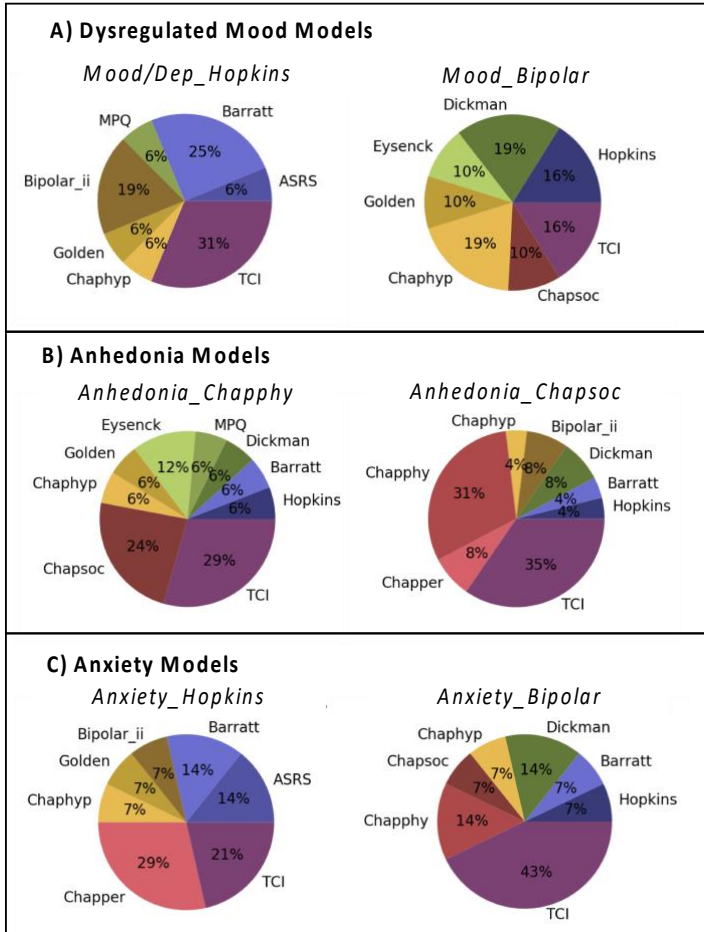 A) Dysregulated Mood Models
Mood/Dep_Hopkins
Barratt
MPQ
25%
6%
ASRS
Bipolar_ii
19%
6%
6%
Golden
6%
31%
Chaphyp
TCI
Mood_Bipolar
Dickman
Eysenck
19%
Hopkins
10%
16%
Golden
10%
16%
TCI
19%
10%
Chaphyp
Chapsoc
B) Anhedonia Models
Anhedonia_Chapphy
Eysenck
MPQ
Dickman
Golden
12%
6%
6%
Barratt
Chaphyp
6%
6%
Hopkins
6%
6%
24%
29%
Chapsoc
TCI
Anhedonia_Chapsoc
Chaphyp
Bipolar_ii
Dickman
4%
8%
Chapphy
8%
Barratt
31%
4%
Hopkins
4%
8%
35%
Chapper
TCI
C) Anxiety Models
Anxiety_Hopkins
Barratt
Bipolar_ii
Golden
7%
14%
ASRS
7%
14%
Chaphyp
7%
29%
21%
TCI
Chapper
Anxiety_Bipolar
Dickman
Chaphyp
Chapsoc
7%
14%
Barratt
7%
7%
Hopkins
Chapphy
14%
7%
43%
TCI